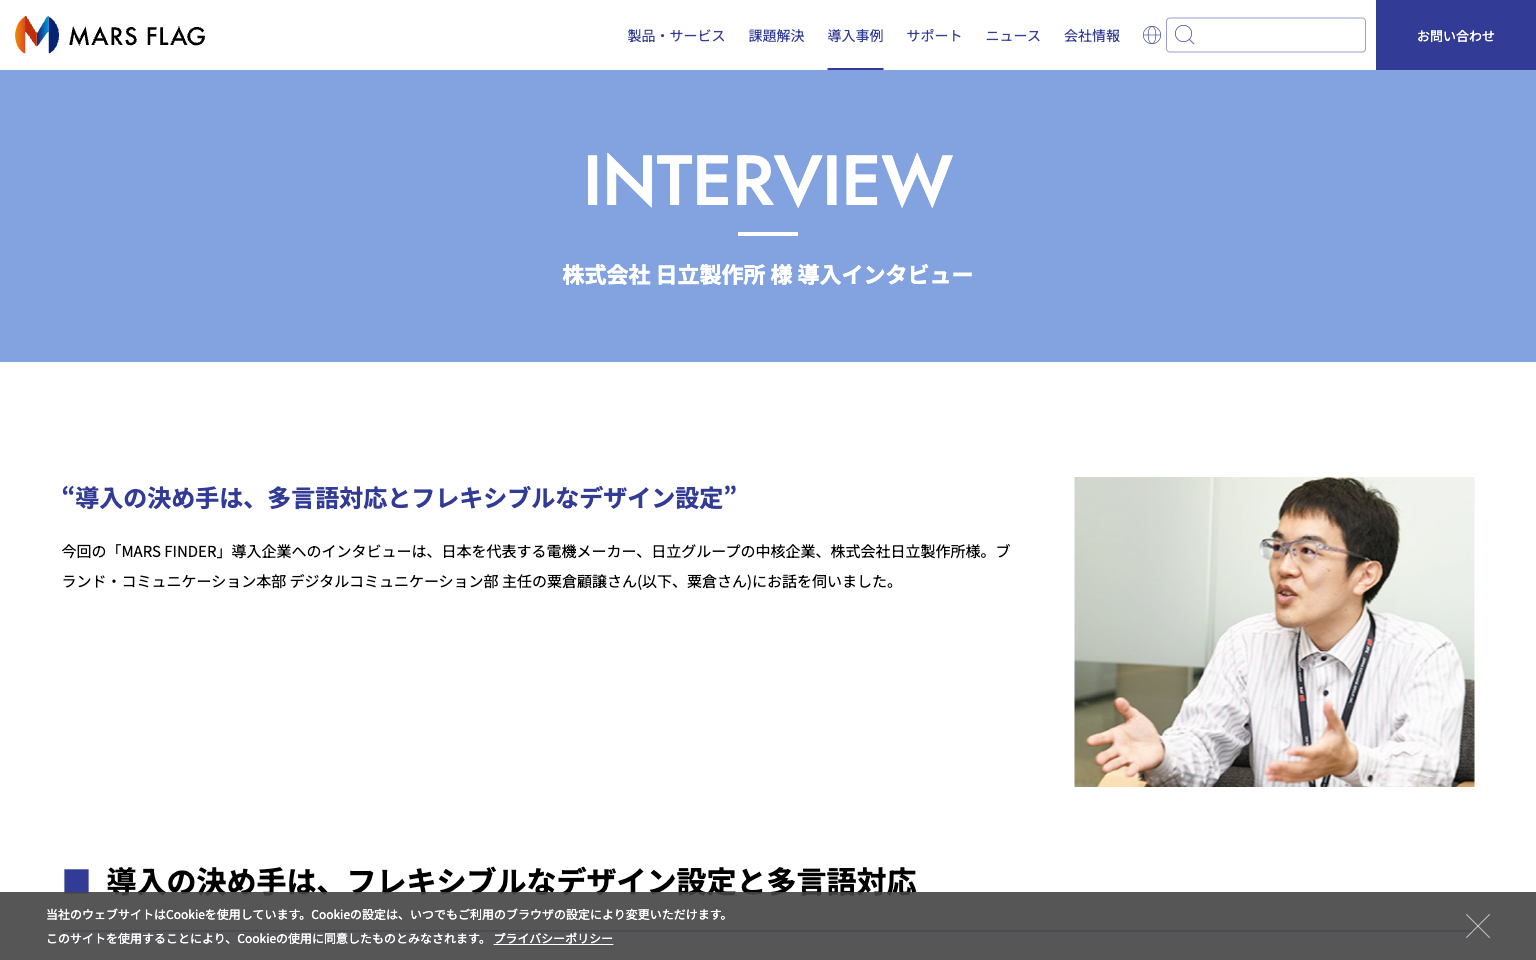 MARS FLAG
製品・サービス 課題解決 導入事例 サポート ニュース 会社情報 お問い合わせ
INTERVIEW
株式会社 日立製作所 様 導入インタビュー
“導入の決め手は、多言語対応とフレキシブルなデザイン設定”
今回の「MARS FINDER」導入企業へのインタビューは、日本を代表する電機メーカー、日立グループの中核企業、株式会社日立製作所様。ブ
ランド・コミュニケーション本部 デジタルコミュニケーション部 主任の粟倉顧譲さん(以下、粟倉さん)にお話を伺いました。
■ 導入の決め手は、フレキシブルなデザイン設定と多言語対応
当社のウェブサイトはCookieを使用しています。Cookieの設定は、いつでもご利用のブラウザの設定により変更いただけます。
このサイトを使用することにより、Cookieの使用に同意したものとみなされます。 プライバシーポリシー